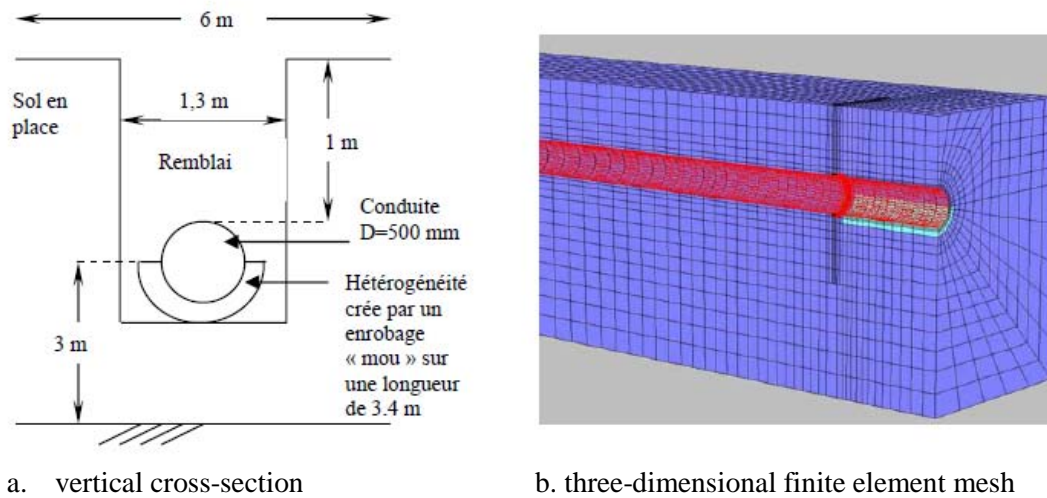 6 m
Sol en
place
1,3 m
1 m
Remblai
Conduite
D=500 mm
Hétérogénéité
crée par un
enrobage
« mou » sur
une longueur
de 3.4 m
3 m
a. vertical cross-section
b. three-dimensional finite element mesh